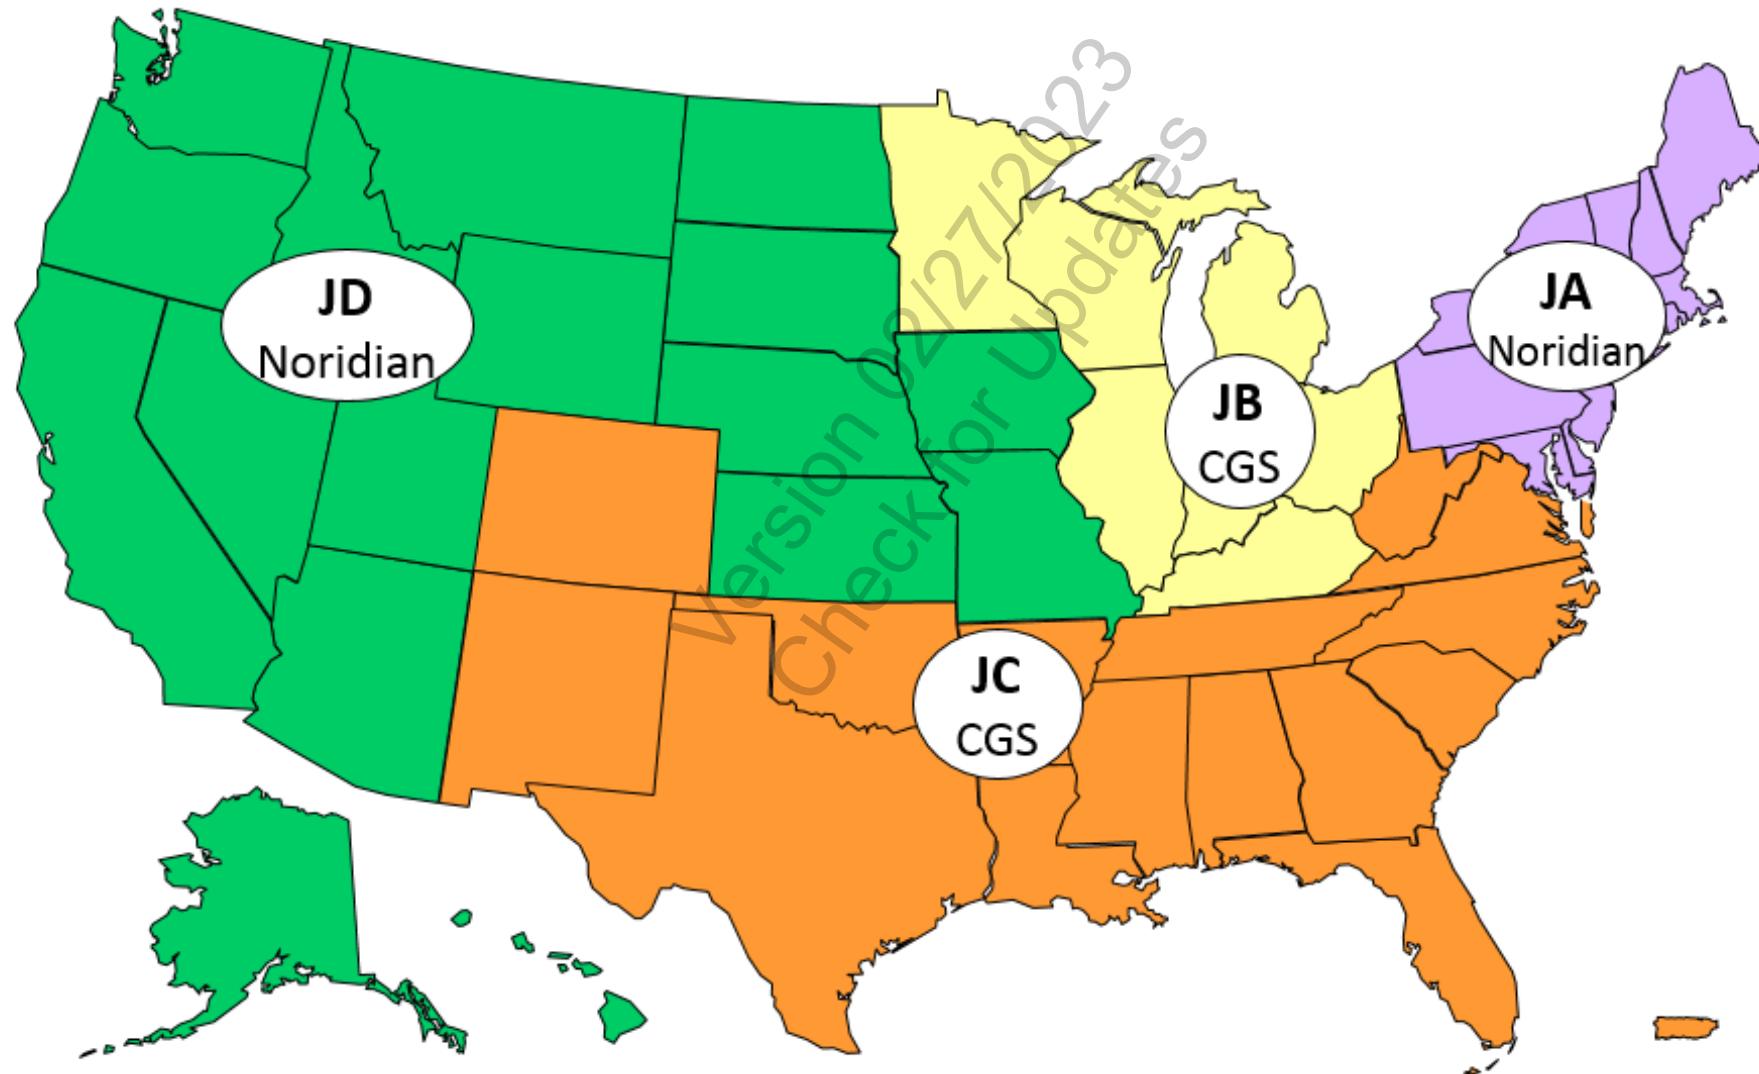 JD
Noridian
JA
Noridian
JB
CGS
JC
CGS
Version 02/27/2023
Check for Updates